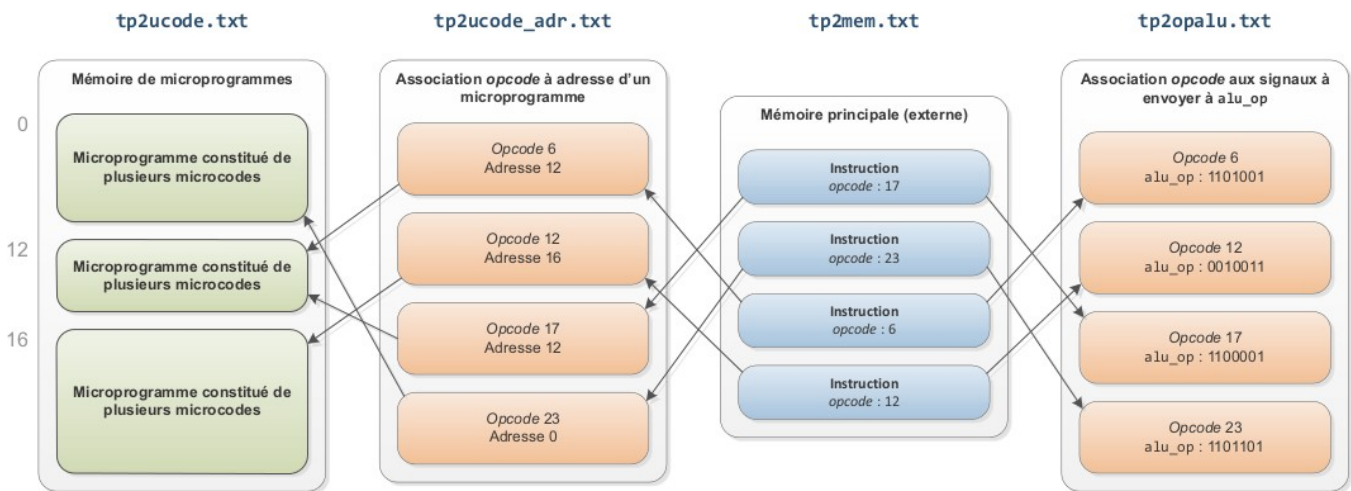 tp2ucode.txt
Mémoire de microprogrammes
0
Microprogramme constitué de
plusieurs microcodes
12
Microprogramme constitué de
plusieurs microcodes
16
Microprogramme constitué de
plusieurs microcodes
tp2ucode_adr.txt
Association opcode à adresse d'un
microprogramme
Opcode 6
Adresse 12
Opcode 12
Adresse 16
Opcode 17
Adresse 12
Opcode 23
Adresse 0
tp2mem.txt
Mémoire principale (externe)
Instruction
opcode : 17
Instruction
opcode : 23
Instruction
opcode : 6
Instruction
opcode : 12
tp2opalu.txt
Association opcode aux signaux à
envoyer à alu_op
Opcode 6
alu_op : 1101001
Opcode 12
alu_op : 0010011
Opcode 17
alu_op : 1100001
Opcode 23
alu_op : 1101101